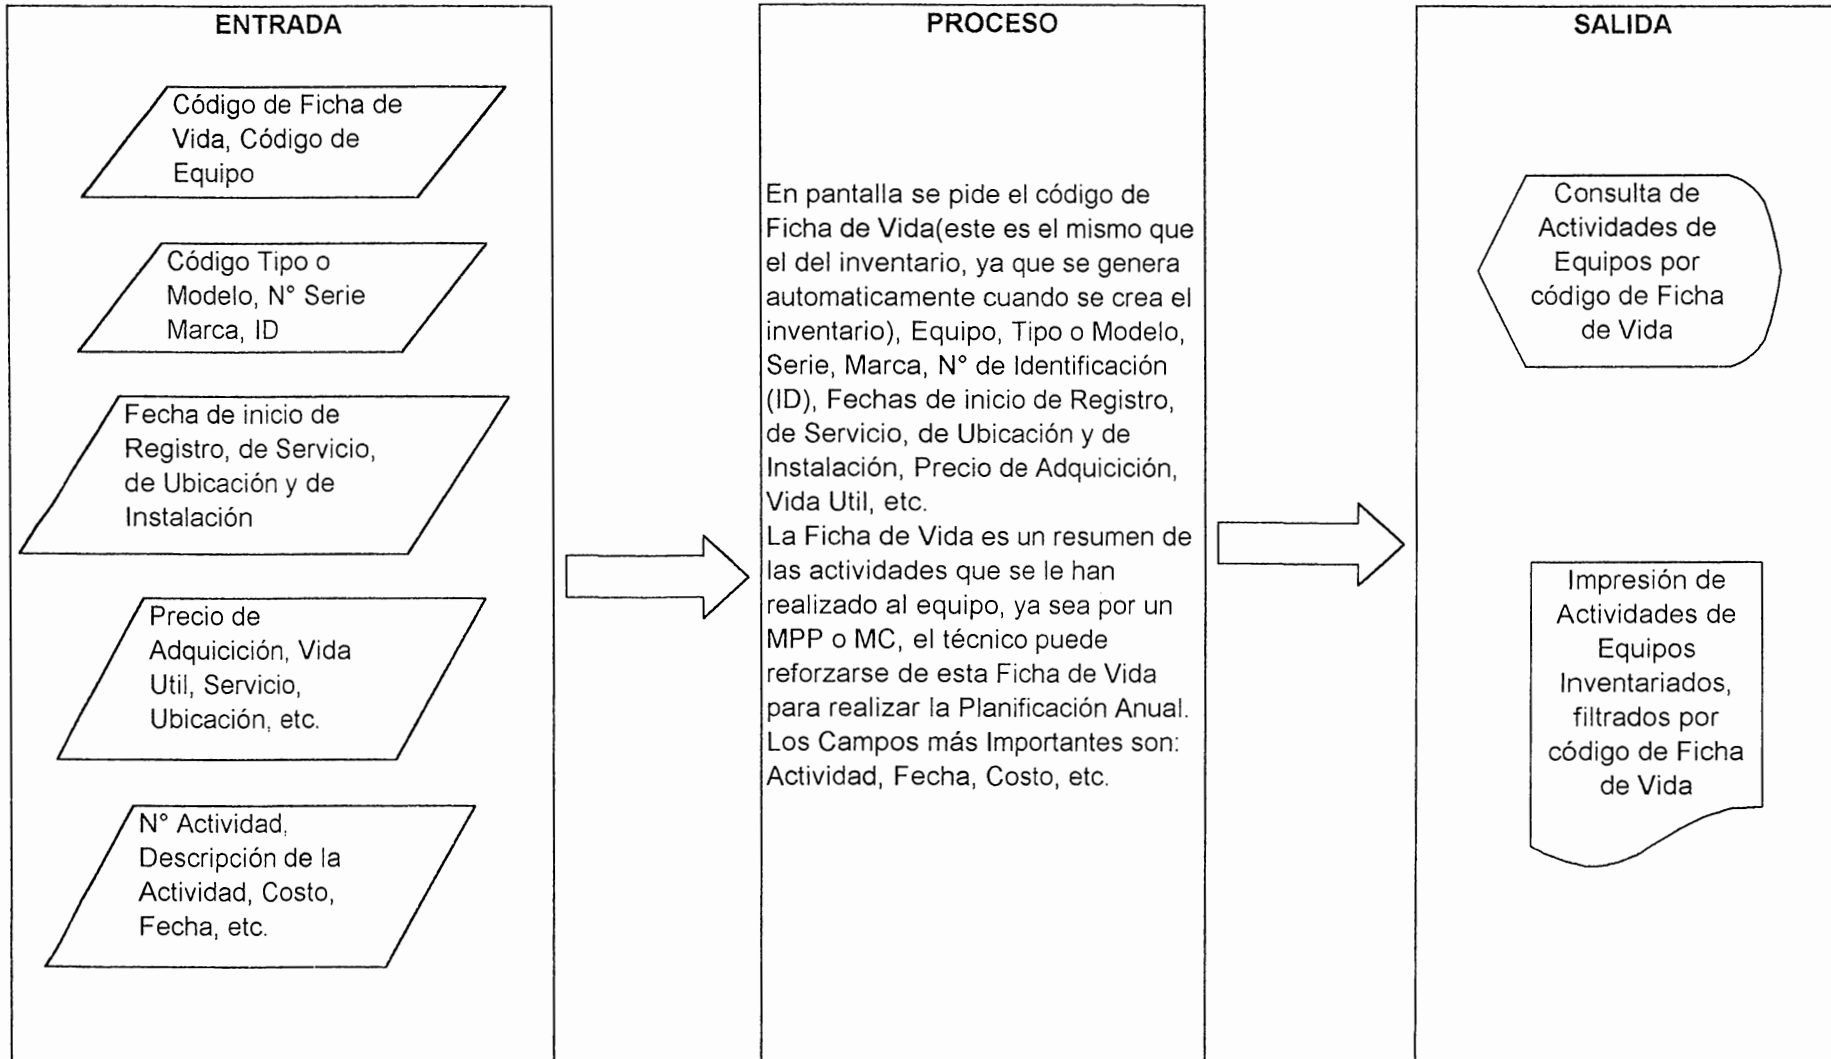 ENTRADA
Código de Ficha de
Vida, Código de
Equipo
Código Tipo o
Modelo, N° Serie
Marca, ID
Fecha de inicio de
Registro, de Servicio,
de Ubicación y de
Instalación
Precio de
Adquicición, Vida
Util, Servicio,
Ubicación, etc.
N° Actividad,
Descripción de la
Actividad, Costo,
Fecha, etc.
PROCESO
En pantalla se pide el código de
Ficha de Vida(este es el mismo que
el del inventario, ya que se genera
automaticamente cuando se crea el
inventario), Equipo, Tipo o Modelo,
Serie, Marca, N° de Identificación
(ID), Fechas de inicio de Registro,
de Servicio, de Ubicación y de
Instalación, Precio de Adquicición,
Vida Util, etc.
La Ficha de Vida es un resumen de
las actividades que se le han
realizado al equipo, ya sea por un
MPP o MC, el técnico puede
reforzarse de esta Ficha de Vida
para realizar la Planificación Anual.
Los Campos más Importantes son:
Actividad, Fecha, Costo, etc.
SALIDA
Consulta de
Actividades de
Equipos por
código de Ficha
de Vida
Impresión de
Actividades de
Equipos
Inventariados,
filtrados por
código de Ficha
de Vida